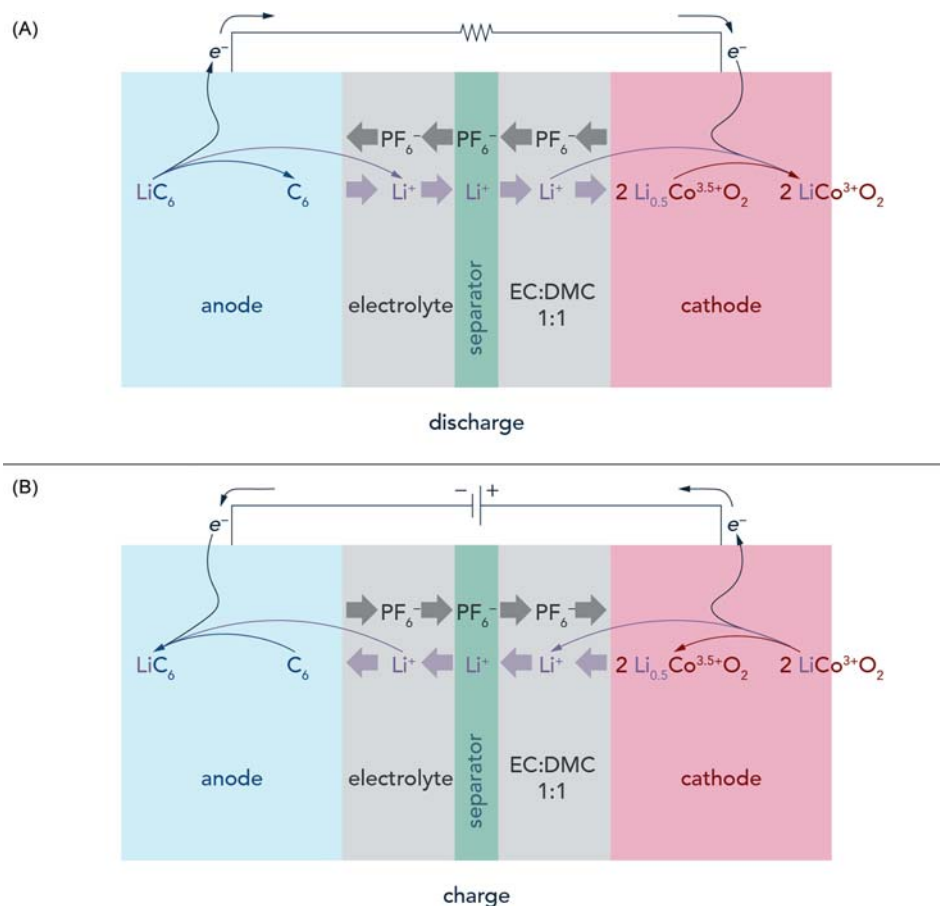 (A)
e⁻ e⁻
PF₆⁻ PF₆⁻ PF₆⁻
LiC₆ C₆ Li⁺ Li⁺ Li⁺ 2 Li₀.₅Co³·⁵⁺O₂ 2 LiCo³⁺O₂
anode electrolyte separator EC:DMC cathode
1:1
discharge
(B)
− +
e⁻ e⁻
PF₆⁻ PF₆⁻ PF₆⁻
LiC₆ C₆ Li⁺ Li⁺ Li⁺ 2 Li₀.₅Co³·⁵⁺O₂ 2 LiCo³⁺O₂
anode electrolyte separator EC:DMC cathode
1:1
charge